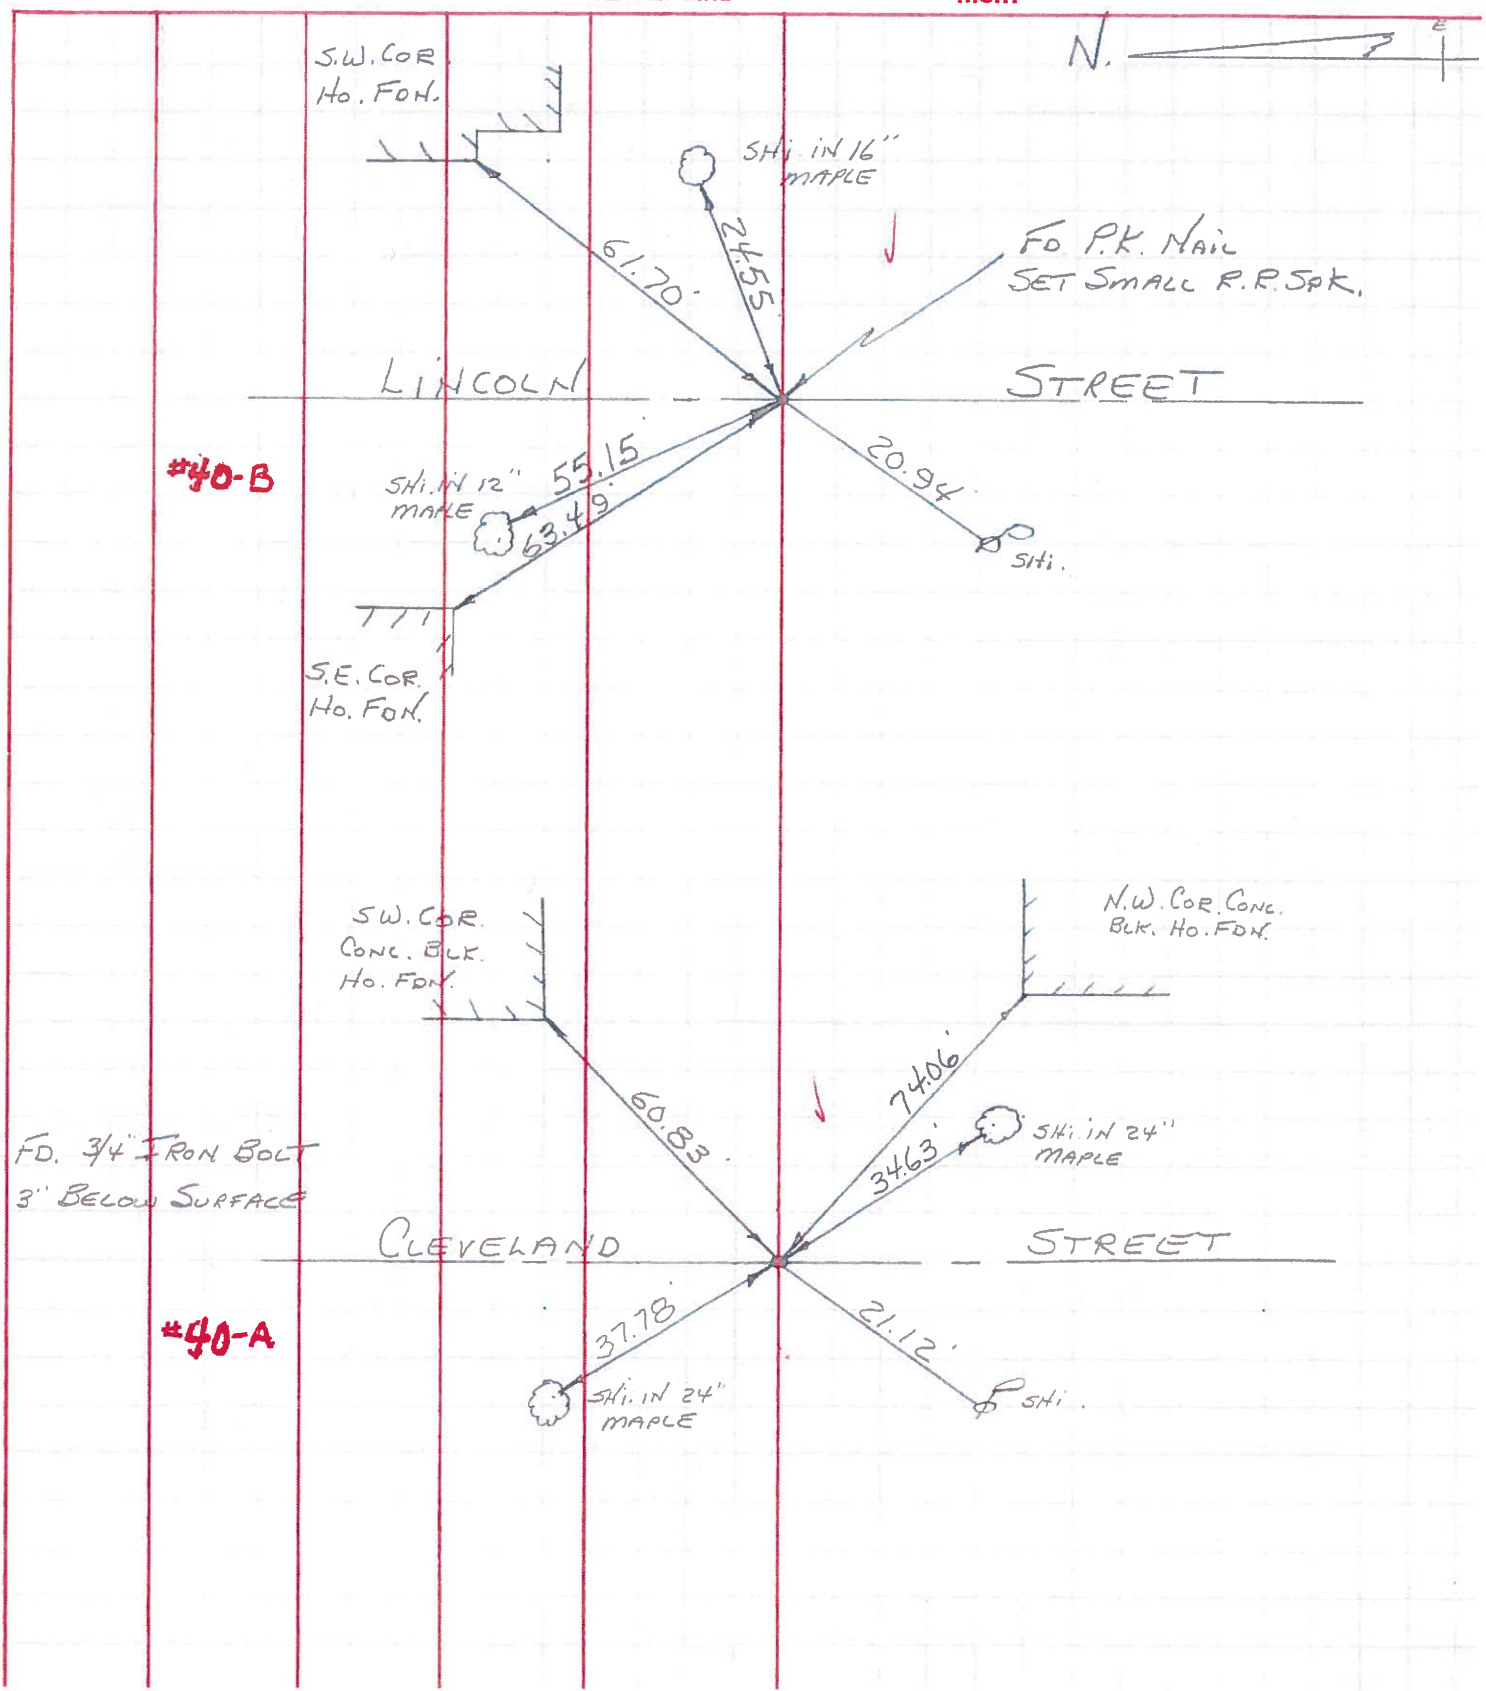 N.
E
S.W. COR
HO. FDN.
SHi. IN 16"
MAPLE
24.55
61.70'
FD. P.K. NAIL
SET SMALL R.R. SPK.
LINCOLN STREET
#40-B
SHi. IN 12"
MAPLE
55.15
63.49'
20.94'
SHi.
S.E. COR.
HO. FDN.
S.W. COR.
CONC. BLK.
HO. FDN.
N.W. COR. CONC.
BLK. HO. FDN.
60.83
74.06'
34.63'
SHi. IN 24"
MAPLE
FD. 3/4" IRON BOLT
3" BELOW SURFACE
CLEVELAND STREET
#40-A
37.78'
21.12'
SHi. IN 24"
MAPLE
SHi.